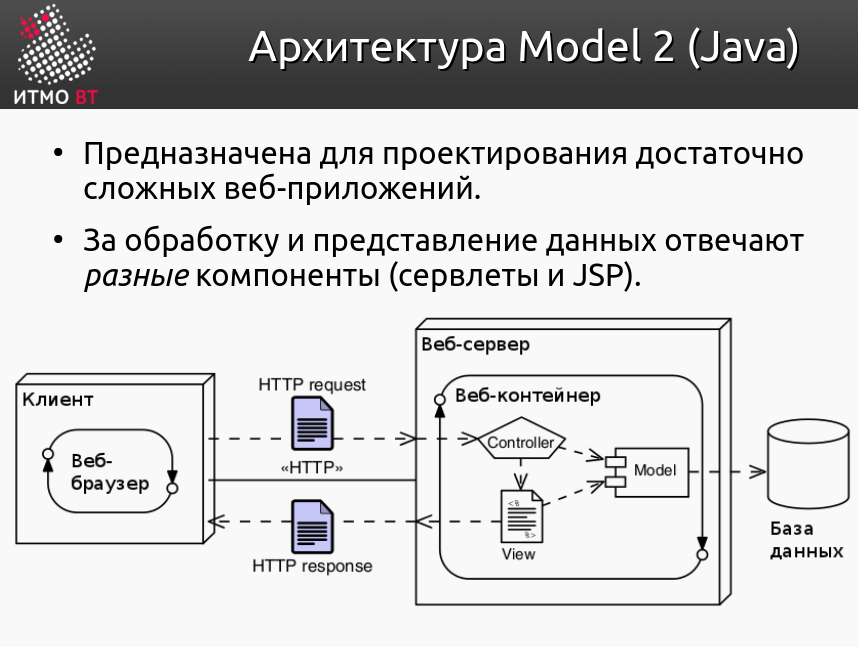 ИТМО ВТ
Архитектура Model 2 (Java)
• Предназначена для проектирования достаточно
сложных веб-приложений.
• За обработку и представление данных отвечают
разные компоненты (сервлеты и JSP).
Клиент
Веб-
браузер
HTTP request
«HTTP»
HTTP response
Веб-сервер
Веб-контейнер
Controller
Model
<%
%>
View
База
данных